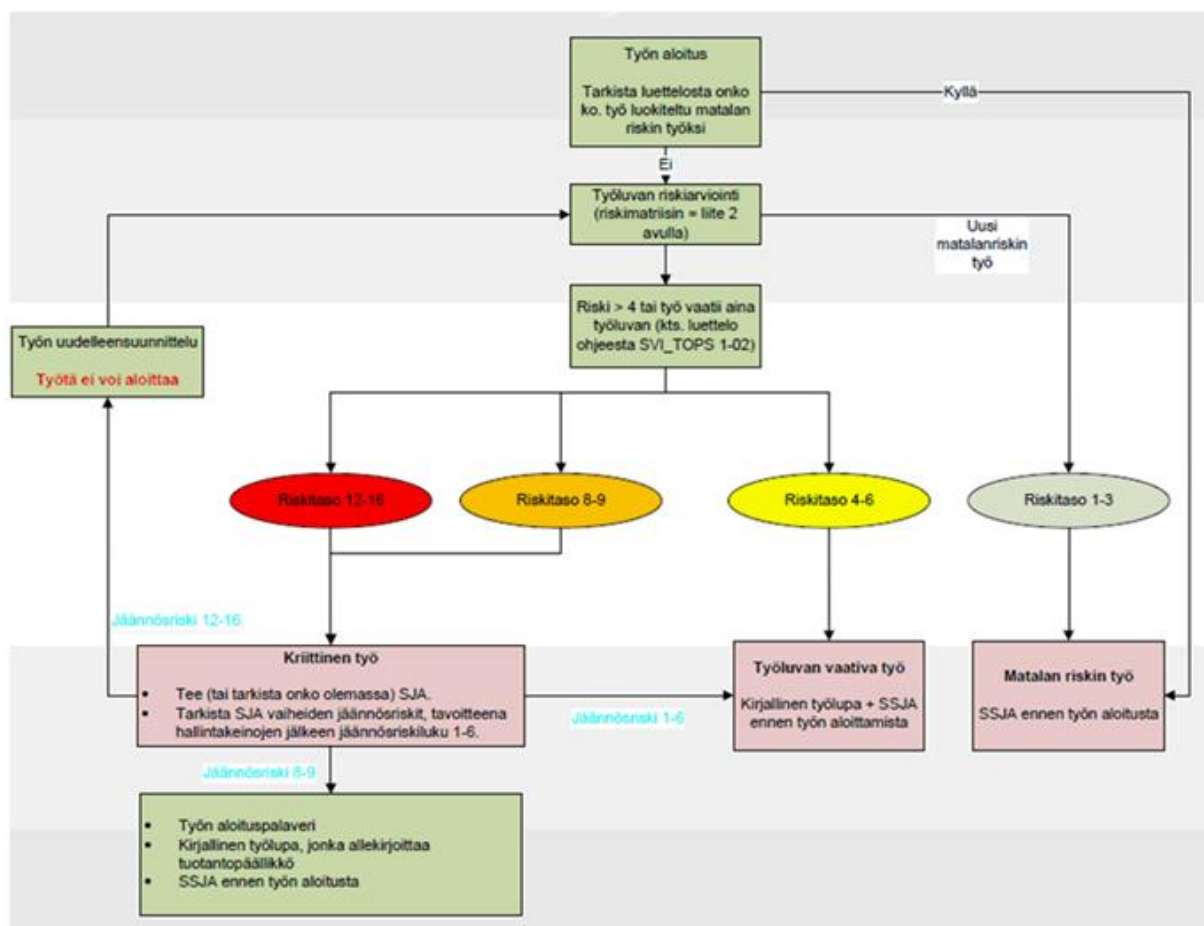 Työn aloitus
Tarkista luettelosta onko
ko. työ luokiteltu matalan
riskin työksi
Kyllä
Ei
Työluvan riskiarviointi
(riskimatriisin = liite 2
avulla)
Uusi
matalanriskin
työ
Riski > 4 tai työ vaatii aina
työluvan (kts. luettelo
ohjeesta SVI_TOPS 1-02)
Työn uudelleensuunnittelu
Työtä ei voi aloittaa
Riskitaso 12-16
Riskitaso 8-9
Riskitaso 4-6
Riskitaso 1-3
Jäännösriski 12-16
Kriittinen työ
• Tee (tai tarkista onko olemassa) SJA.
• Tarkista SJA vaiheiden jäännösriskit, tavoitteena
hallintakeinojen jälkeen jäännösriskiluku 1-6.
Jäännösriski 1-6
Työluvan vaativa työ
Kirjallinen työlupa + SSJA
ennen työn aloittamista
Matalan riskin työ
SSJA ennen työn aloitusta
Jäännösriski 8-9
• Työn aloituspalaveri
• Kirjallinen työlupa, jonka allekirjoittaa
tuotantopäällikkö
• SSJA ennen työn aloitusta